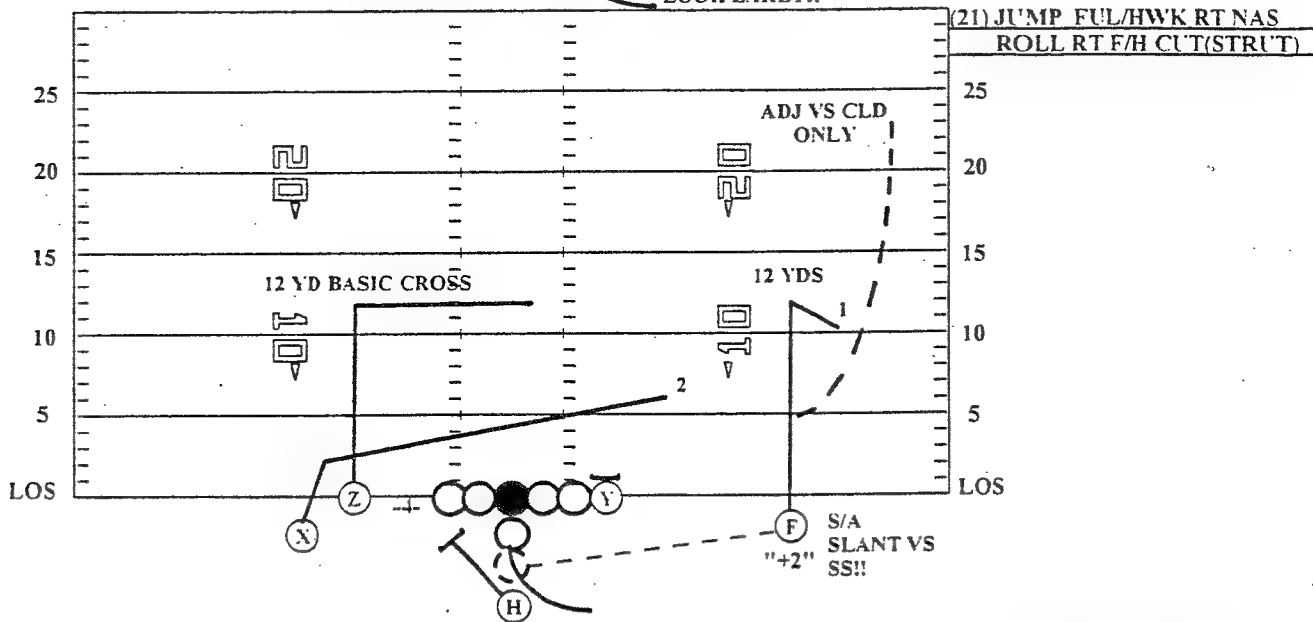 (21) JUMP FUL/HWK RT NAS
ROLL RT F/H CUT(STRUT)
25
25
ADJ VS CLD
ONLY
20
20
20
20
15
15
12 YD BASIC CROSS
12 YDS
1
10
10
10
10
2
5
5
LOS
LOS
Z
Y
X
F
S/A
"+2"
SLANT VS
SS!!
H